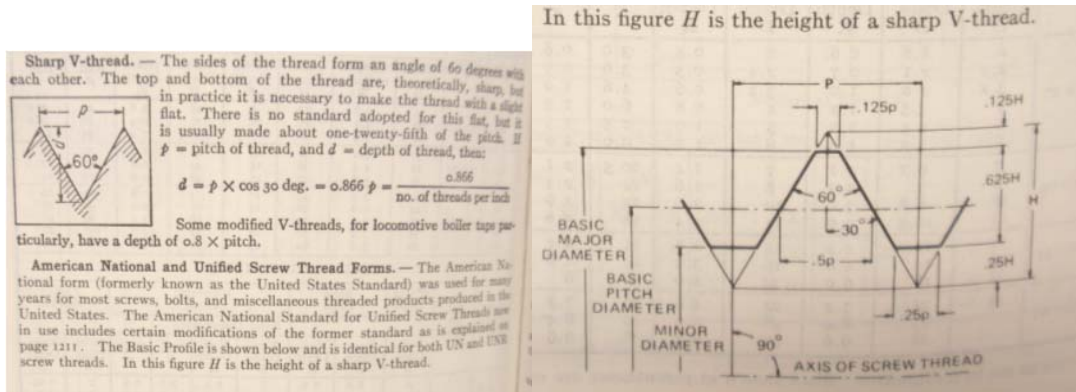 Sharp V-thread. — The sides of the thread form an angle of 60 degrees with
each other. The top and bottom of the thread are, theoretically, sharp, but
in practice it is necessary to make the thread with a slight
flat. There is no standard adopted for this flat, but it
is usually made about one-twenty-fifth of the pitch. If
p = pitch of thread, and d = depth of thread, then:
p
d
60°
d = p × cos 30 deg. = 0.866 p = 0.866
no. of threads per inch
Some modified V-threads, for locomotive boiler taps par-
ticularly, have a depth of 0.8 × pitch.
American National and Unified Screw Thread Forms. — The American Na-
tional form (formerly known as the United States Standard) was used for many
years for most screws, bolts, and miscellaneous threaded products produced in the
United States. The American National Standard for Unified Screw Threads now
in use includes certain modifications of the former standard as is explained on
page 1211. The Basic Profile is shown below and is identical for both UN and UNR
screw threads. In this figure H is the height of a sharp V-thread.
In this figure H is the height of a sharp V-thread.
P
.125p
.125H
60°
.625H
H
30°
BASIC
MAJOR
DIAMETER
.5p
.25H
BASIC
PITCH
DIAMETER
.25p
MINOR
DIAMETER
90°
AXIS OF SCREW THREAD